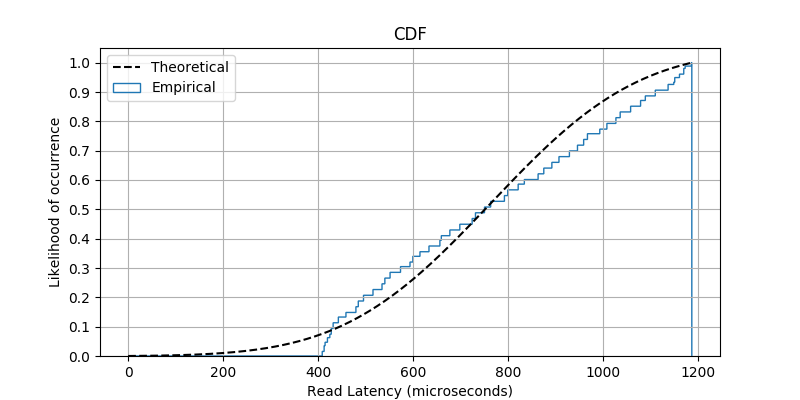 CDF
Theoretical
Empirical
1.0
0.9
0.8
0.7
0.6
0.5
0.4
0.3
0.2
0.1
0.0
Likelihood of occurrence
0 200 400 600 800 1000 1200
Read Latency (microseconds)